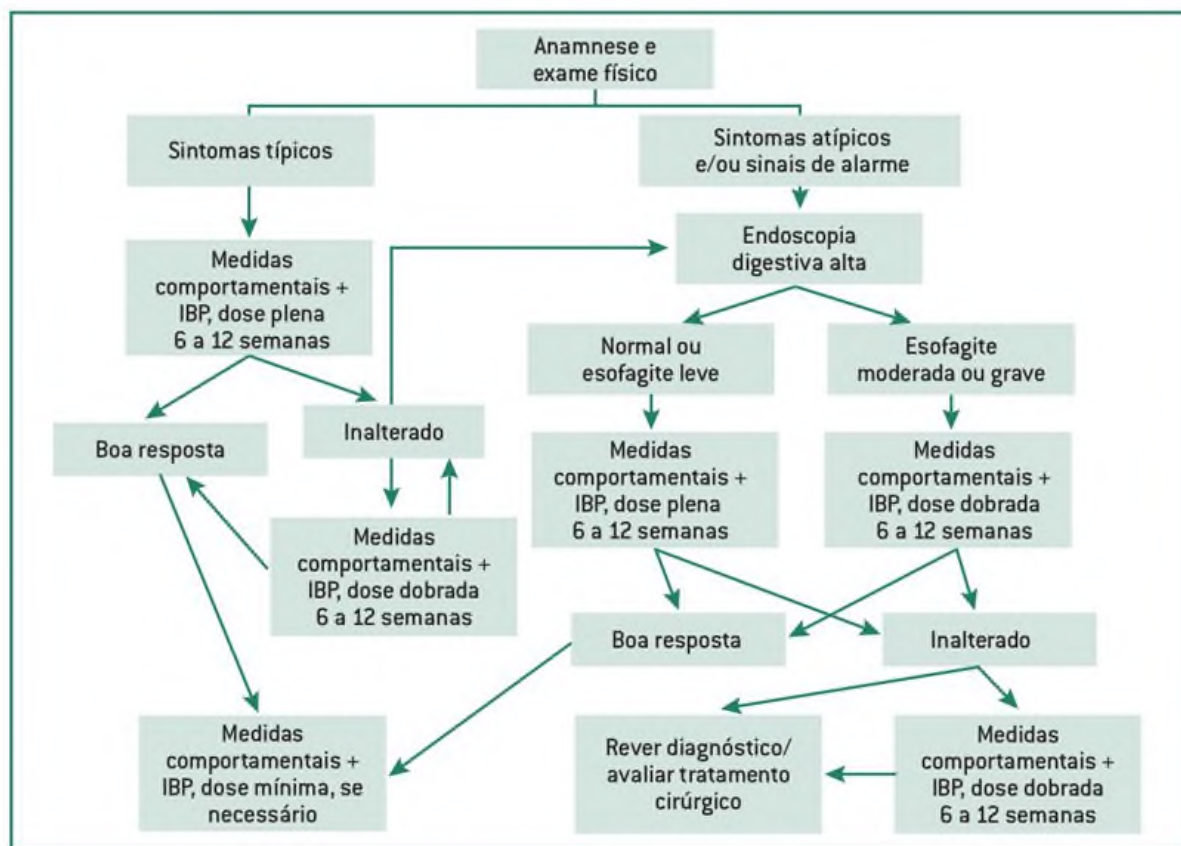 Anamnese e
exame físico
Sintomas típicos
Sintomas atípicos
e/ou sinais de alarme
Medidas
comportamentais +
IBP, dose plena
6 a 12 semanas
Endoscopia
digestiva alta
Normal ou
esofagite leve
Esofagite
moderada ou grave
Boa resposta
Inalterado
Medidas
comportamentais +
IBP, dose plena
6 a 12 semanas
Medidas
comportamentais +
IBP, dose dobrada
6 a 12 semanas
Medidas
comportamentais +
IBP, dose dobrada
6 a 12 semanas
Boa resposta
Inalterado
Medidas
comportamentais +
IBP, dose mínima, se
necessário
Rever diagnóstico/
avaliar tratamento
cirúrgico
Medidas
comportamentais +
IBP, dose dobrada
6 a 12 semanas